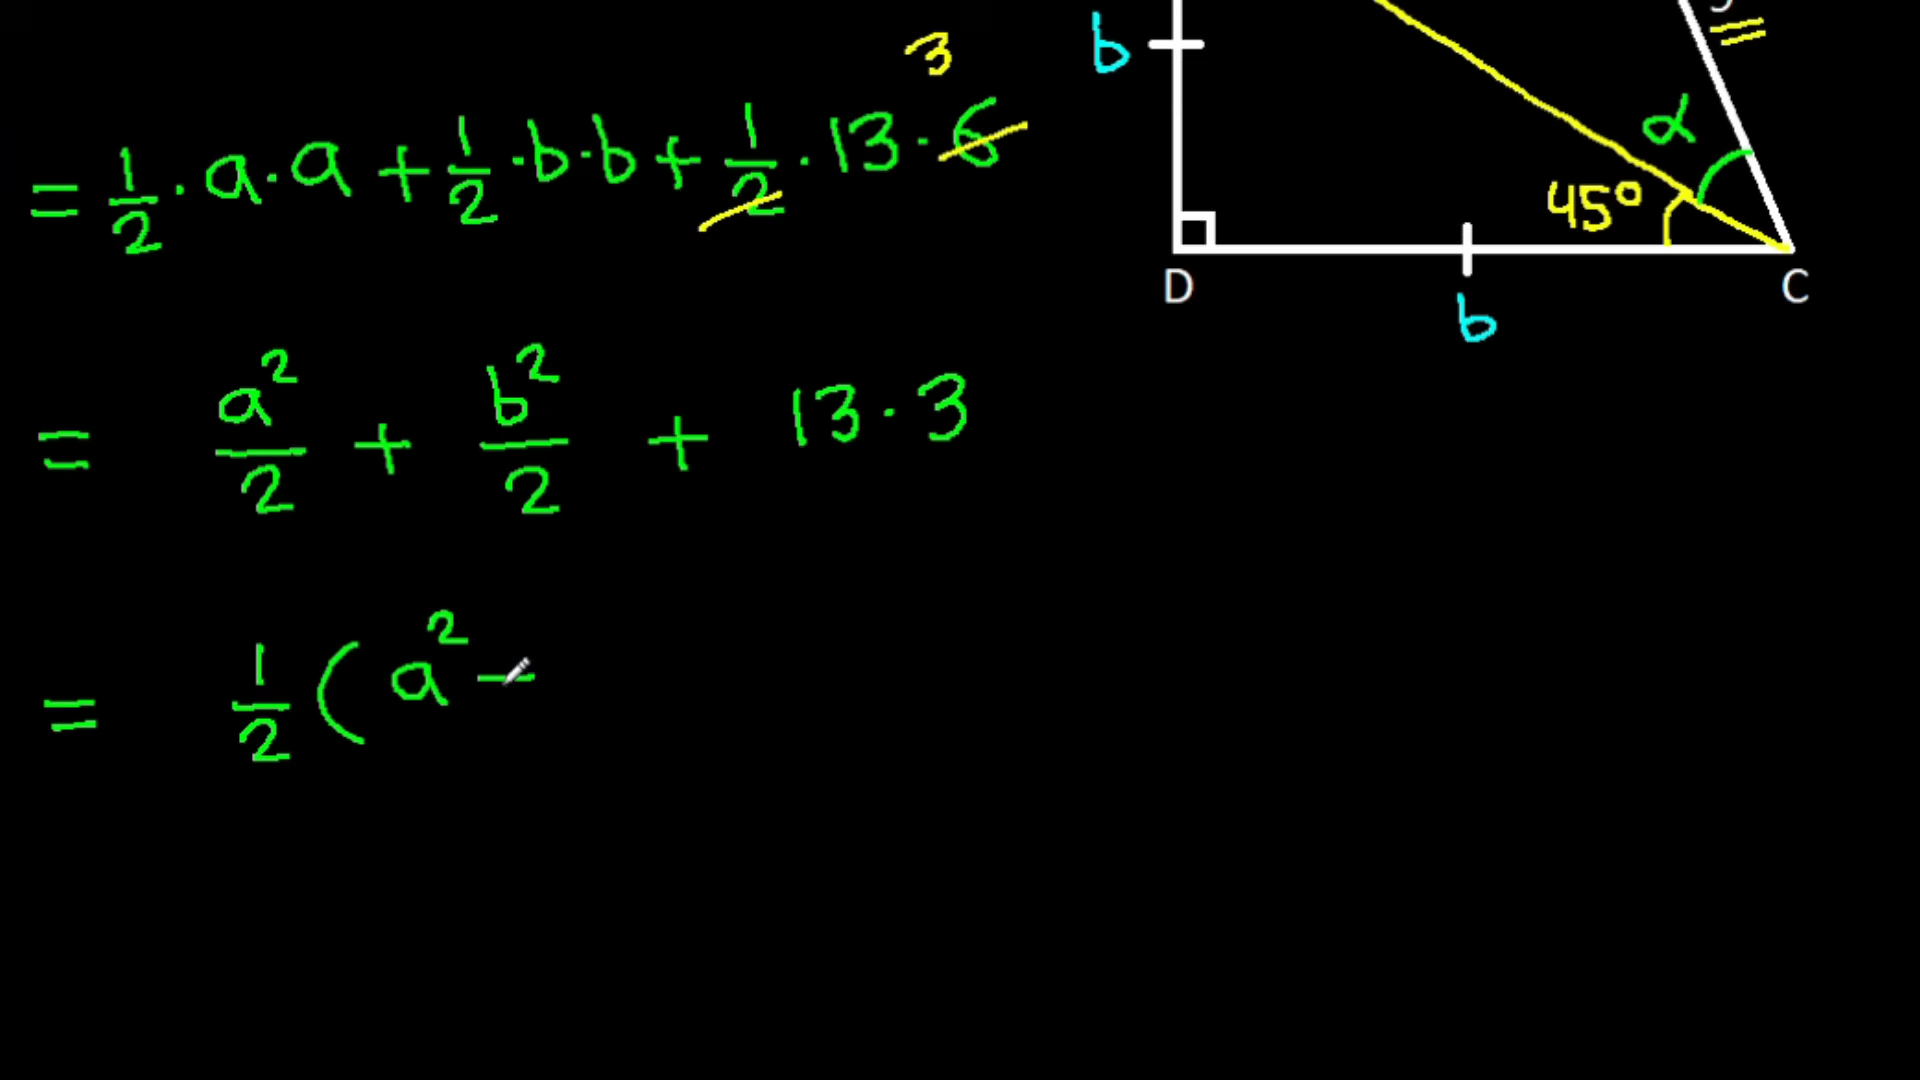 3
= 1/2 · a · a + 1/2 · b · b + 1/2 · 13 · 6
= a²/2 + b²/2 + 13 · 3
= 1/2 ( a² –
b
α
45°
D
C
b